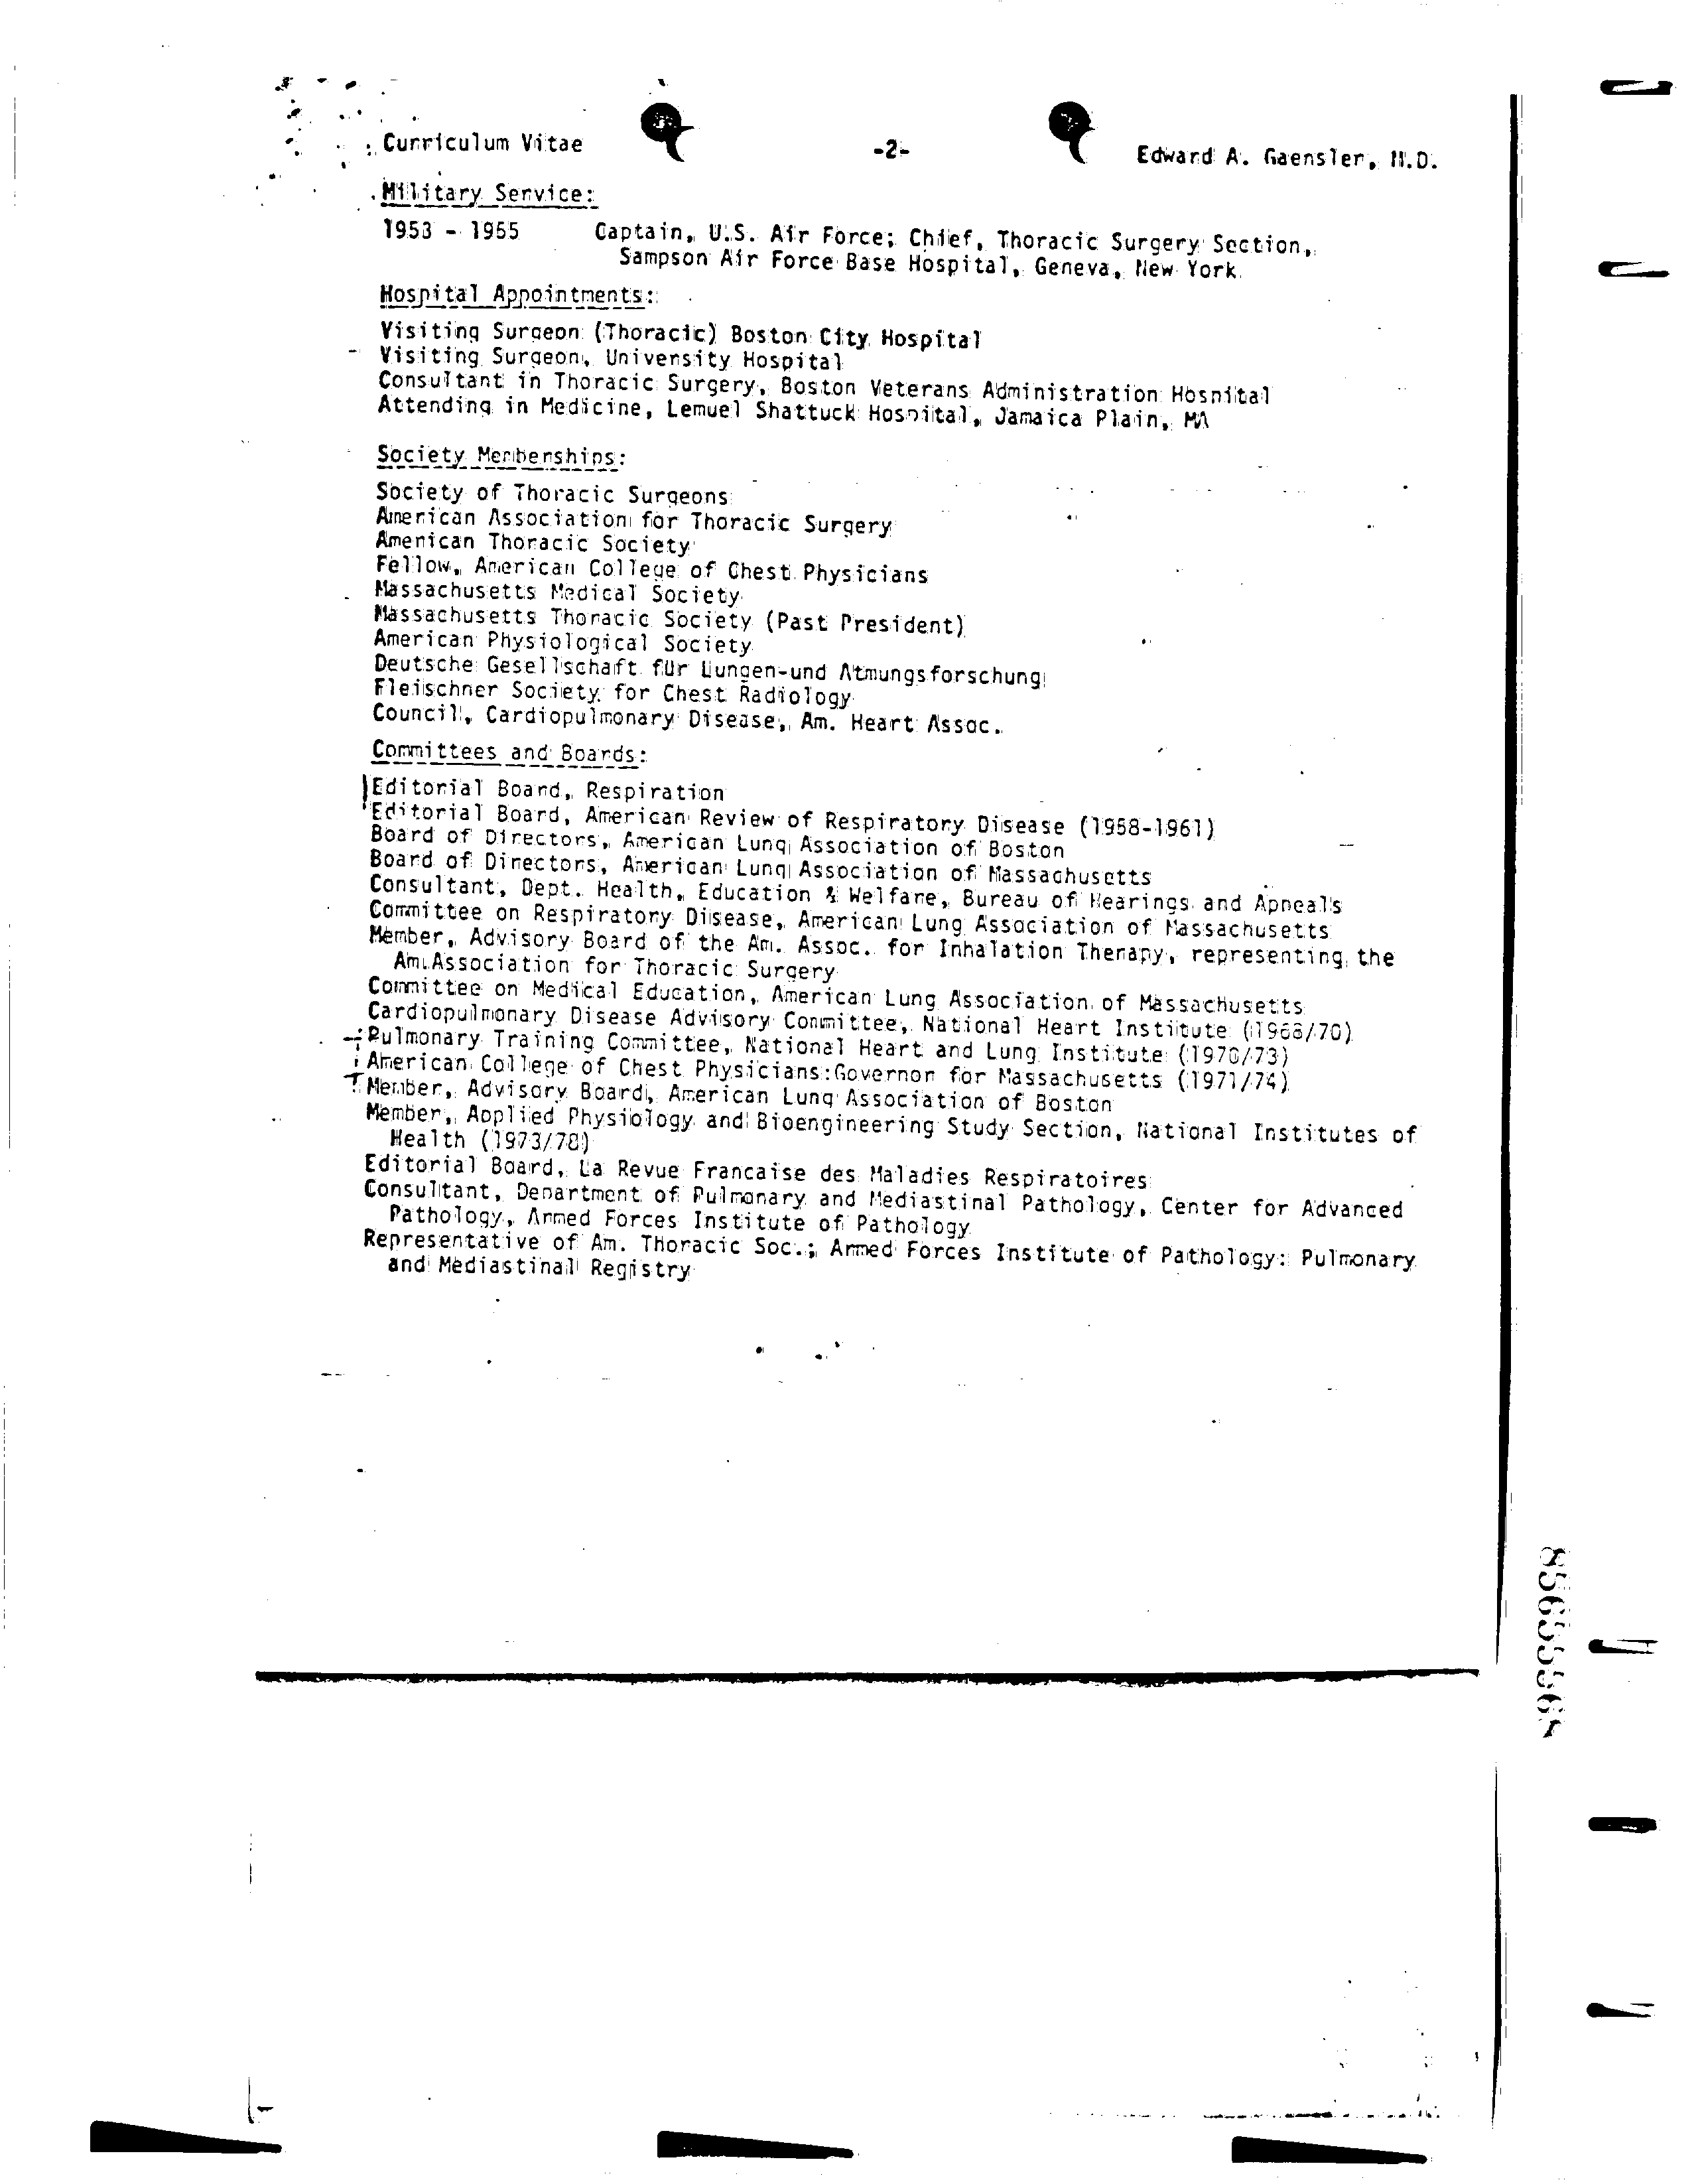 Curriculum Vitae -2- Edward A. Gaensler, M.D.
Military Service:
1953 - 1955 Captain, U.S. Air Force; Chief, Thoracic Surgery Section,
Sampson Air Force Base Hospital, Geneva, New York
Hospital Appointments:
Visiting Surgeon (Thoracic) Boston City Hospital
Visiting Surgeon, University Hospital
Consultant in Thoracic Surgery, Boston Veterans Administration Hospital
Attending in Medicine, Lemuel Shattuck Hospital, Jamaica Plain, MA
Society Memberships:
Society of Thoracic Surgeons
American Association for Thoracic Surgery
American Thoracic Society
Fellow, American College of Chest Physicians
Massachusetts Medical Society
Massachusetts Thoracic Society (Past President)
American Physiological Society
Deutsche Gesellschaft für Lungen-und Atmungsforschung
Fleischner Society for Chest Radiology
Council, Cardiopulmonary Disease, Am. Heart Assoc.
Committees and Boards:
Editorial Board, Respiration
Editorial Board, American Review of Respiratory Disease (1958-1961)
Board of Directors, American Lung Association of Boston
Board of Directors, American Lung Association of Massachusetts
Consultant, Dept. Health, Education & Welfare, Bureau of Hearings and Appeals
Committee on Respiratory Disease, American Lung Association of Massachusetts
Member, Advisory Board of the Am. Assoc. for Inhalation Therapy, representing the
Am.Association for Thoracic Surgery
Committee on Medical Education, American Lung Association of Massachusetts
Cardiopulmonary Disease Advisory Committee, National Heart Institute (1968/70)
Pulmonary Training Committee, National Heart and Lung Institute (1970/73)
American College of Chest Physicians:Governor for Massachusetts (1971/74)
Member, Advisory Board, American Lung Association of Boston
Member, Applied Physiology and Bioengineering Study Section, National Institutes of
Health (1973/78)
Editorial Board, La Revue Francaise des Maladies Respiratoires
Consultant, Department of Pulmonary and Mediastinal Pathology, Center for Advanced
Pathology, Armed Forces Institute of Pathology
Representative of Am. Thoracic Soc.; Armed Forces Institute of Pathology: Pulmonary
and Mediastinal Registry